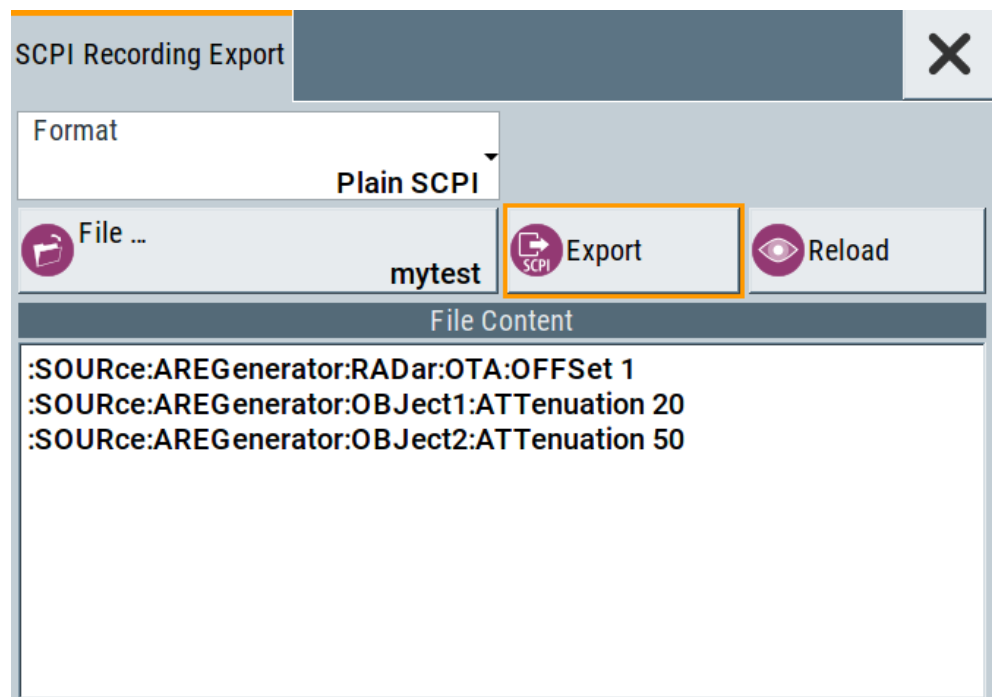 SCPI Recording Export
Format
Plain SCPI
File ...
mytest
SCPI
Export
Reload
File Content
:SOURce:AREGenerator:RADar:OTA:OFFSet 1
:SOURce:AREGenerator:OBJect1:ATTenuation 20
:SOURce:AREGenerator:OBJect2:ATTenuation 50